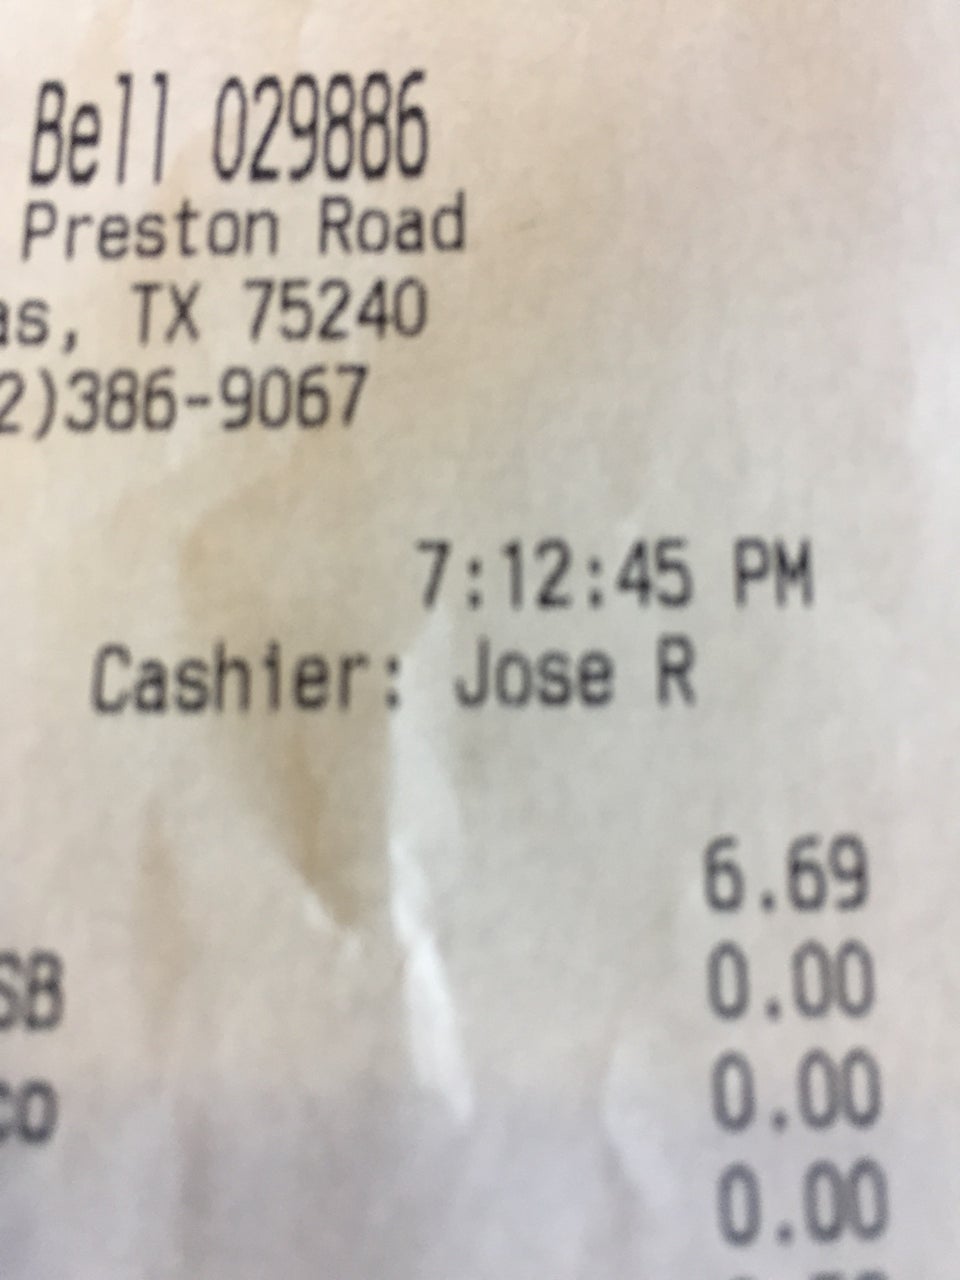 Bell 029886
Preston Road
as, TX 75240
2)386-9067
7:12:45 PM
Cashier: Jose R
6.69
SB 0.00
co 0.00
0.00